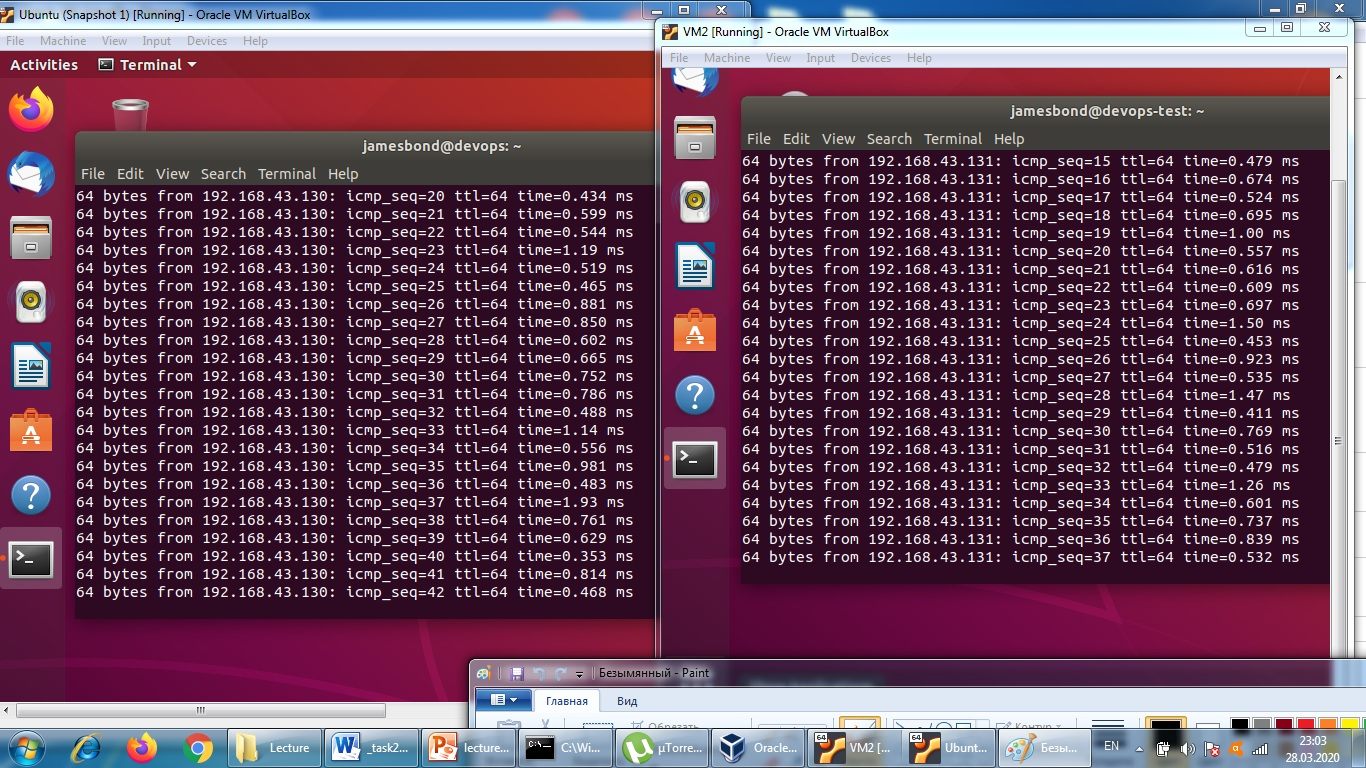 Ubuntu (Snapshot 1) [Running] - Oracle VM VirtualBox
File Machine View Input Devices Help
Activities Terminal
jamesbond@devops: ~
File Edit View Search Terminal Help
64 bytes from 192.168.43.130: icmp_seq=20 ttl=64 time=0.434 ms
64 bytes from 192.168.43.130: icmp_seq=21 ttl=64 time=0.599 ms
64 bytes from 192.168.43.130: icmp_seq=22 ttl=64 time=0.544 ms
64 bytes from 192.168.43.130: icmp_seq=23 ttl=64 time=1.19 ms
64 bytes from 192.168.43.130: icmp_seq=24 ttl=64 time=0.519 ms
64 bytes from 192.168.43.130: icmp_seq=25 ttl=64 time=0.465 ms
64 bytes from 192.168.43.130: icmp_seq=26 ttl=64 time=0.881 ms
64 bytes from 192.168.43.130: icmp_seq=27 ttl=64 time=0.850 ms
64 bytes from 192.168.43.130: icmp_seq=28 ttl=64 time=0.602 ms
64 bytes from 192.168.43.130: icmp_seq=29 ttl=64 time=0.665 ms
64 bytes from 192.168.43.130: icmp_seq=30 ttl=64 time=0.752 ms
64 bytes from 192.168.43.130: icmp_seq=31 ttl=64 time=0.786 ms
64 bytes from 192.168.43.130: icmp_seq=32 ttl=64 time=0.488 ms
64 bytes from 192.168.43.130: icmp_seq=33 ttl=64 time=1.14 ms
64 bytes from 192.168.43.130: icmp_seq=34 ttl=64 time=0.556 ms
64 bytes from 192.168.43.130: icmp_seq=35 ttl=64 time=0.981 ms
64 bytes from 192.168.43.130: icmp_seq=36 ttl=64 time=0.483 ms
64 bytes from 192.168.43.130: icmp_seq=37 ttl=64 time=1.93 ms
64 bytes from 192.168.43.130: icmp_seq=38 ttl=64 time=0.761 ms
64 bytes from 192.168.43.130: icmp_seq=39 ttl=64 time=0.629 ms
64 bytes from 192.168.43.130: icmp_seq=40 ttl=64 time=0.353 ms
64 bytes from 192.168.43.130: icmp_seq=41 ttl=64 time=0.814 ms
64 bytes from 192.168.43.130: icmp_seq=42 ttl=64 time=0.468 ms
VM2 [Running] - Oracle VM VirtualBox
File Machine View Input Devices Help
jamesbond@devops-test: ~
File Edit View Search Terminal Help
64 bytes from 192.168.43.131: icmp_seq=15 ttl=64 time=0.479 ms
64 bytes from 192.168.43.131: icmp_seq=16 ttl=64 time=0.674 ms
64 bytes from 192.168.43.131: icmp_seq=17 ttl=64 time=0.524 ms
64 bytes from 192.168.43.131: icmp_seq=18 ttl=64 time=0.695 ms
64 bytes from 192.168.43.131: icmp_seq=19 ttl=64 time=1.00 ms
64 bytes from 192.168.43.131: icmp_seq=20 ttl=64 time=0.557 ms
64 bytes from 192.168.43.131: icmp_seq=21 ttl=64 time=0.616 ms
64 bytes from 192.168.43.131: icmp_seq=22 ttl=64 time=0.609 ms
64 bytes from 192.168.43.131: icmp_seq=23 ttl=64 time=0.697 ms
64 bytes from 192.168.43.131: icmp_seq=24 ttl=64 time=1.50 ms
64 bytes from 192.168.43.131: icmp_seq=25 ttl=64 time=0.453 ms
64 bytes from 192.168.43.131: icmp_seq=26 ttl=64 time=0.923 ms
64 bytes from 192.168.43.131: icmp_seq=27 ttl=64 time=0.535 ms
64 bytes from 192.168.43.131: icmp_seq=28 ttl=64 time=1.47 ms
64 bytes from 192.168.43.131: icmp_seq=29 ttl=64 time=0.411 ms
64 bytes from 192.168.43.131: icmp_seq=30 ttl=64 time=0.769 ms
64 bytes from 192.168.43.131: icmp_seq=31 ttl=64 time=0.516 ms
64 bytes from 192.168.43.131: icmp_seq=32 ttl=64 time=0.479 ms
64 bytes from 192.168.43.131: icmp_seq=33 ttl=64 time=1.26 ms
64 bytes from 192.168.43.131: icmp_seq=34 ttl=64 time=0.601 ms
64 bytes from 192.168.43.131: icmp_seq=35 ttl=64 time=0.737 ms
64 bytes from 192.168.43.131: icmp_seq=36 ttl=64 time=0.839 ms
64 bytes from 192.168.43.131: icmp_seq=37 ttl=64 time=0.532 ms
Безымянный - Paint
Главная Вид
Обрезать Контур
Lecture _task2... lecture... C:\Wi... µTorre... Oracle... VM2 [... Ubunt... Безы... EN 23:03
28.03.2020